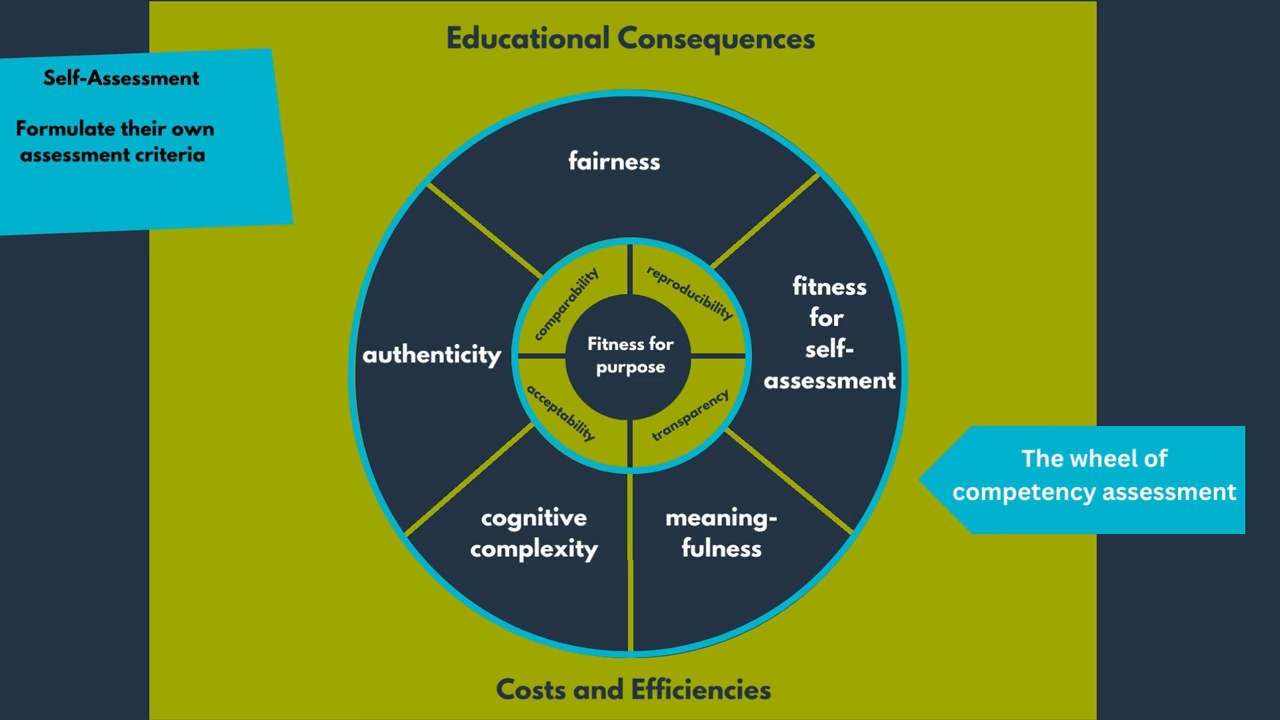 Educational Consequences
Self-Assessment
Formulate their own
assessment criteria
fairness
comparability
reproducibility
fitness
for
self-
assessment
authenticity
Fitness for
purpose
acceptability
transparency
The wheel of
competency assessment
cognitive
complexity
meaning-
fulness
Costs and Efficiencies